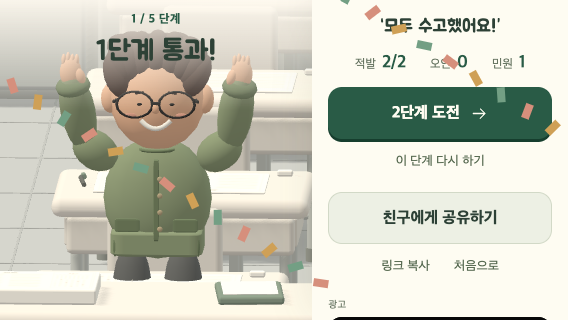 1 / 5 단계
1단계 통과!
'모두 수고했어요!'
적발 2/2 오인 0 민원 1
2단계 도전 →
이 단계 다시 하기
친구에게 공유하기
링크 복사 처음으로
광고